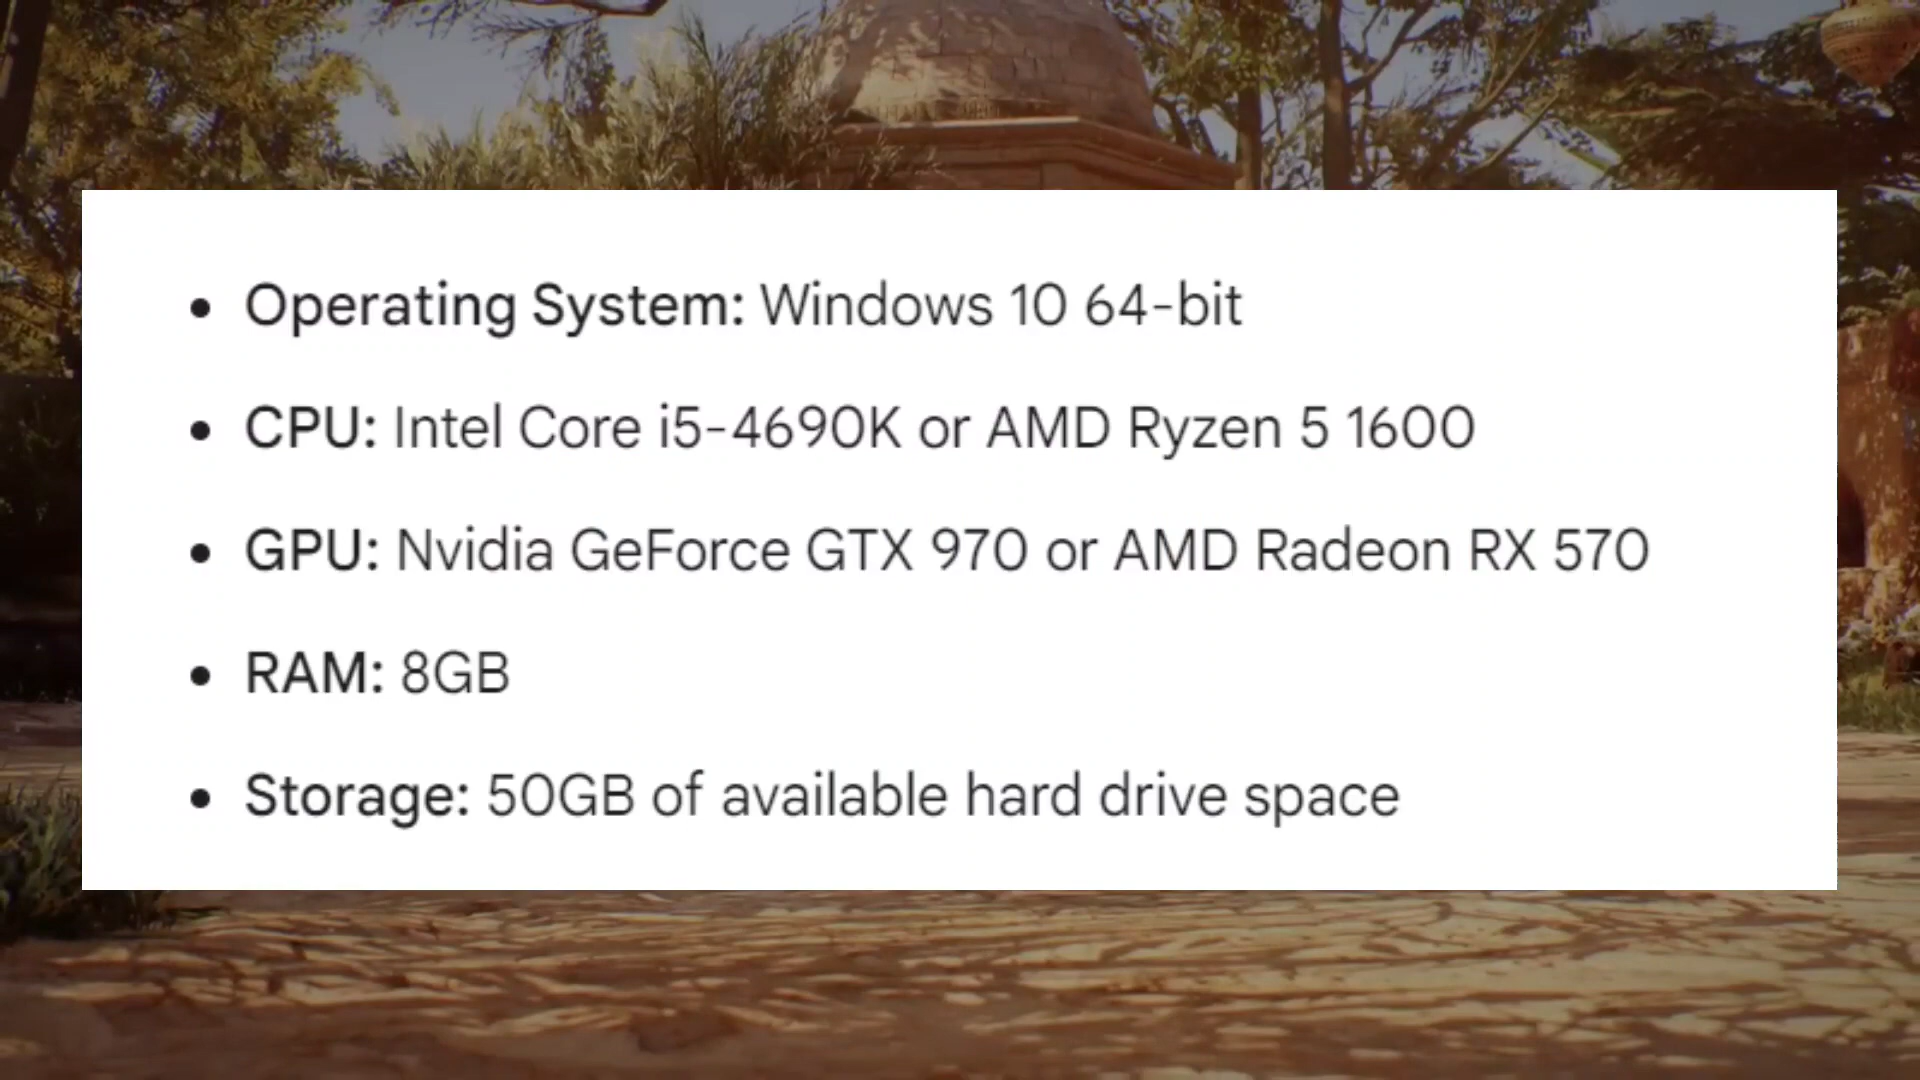 • Operating System: Windows 10 64-bit
• CPU: Intel Core i5-4690K or AMD Ryzen 5 1600
• GPU: Nvidia GeForce GTX 970 or AMD Radeon RX 570
• RAM: 8GB
• Storage: 50GB of available hard drive space